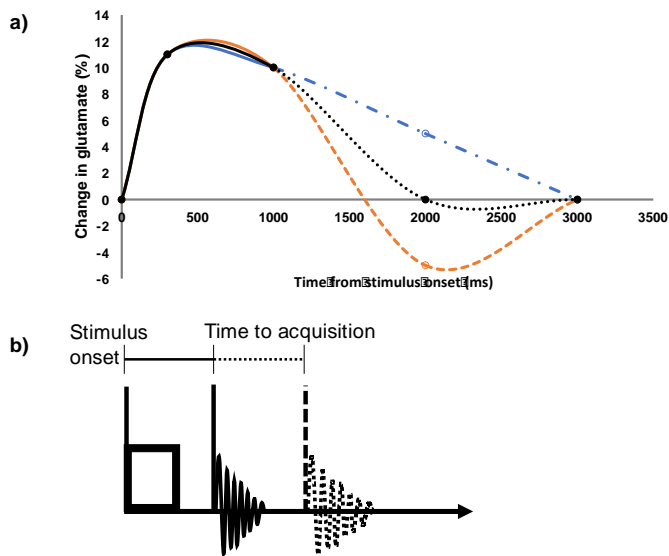 a)
Change in glutamate (%)
14
12
10
8
6
4
2
0
-2
-4
-6
0 500 1000 1500 2000 2500 3000 3500
Time from stimulus onset (ms)
b)
Stimulus onset
Time to acquisition